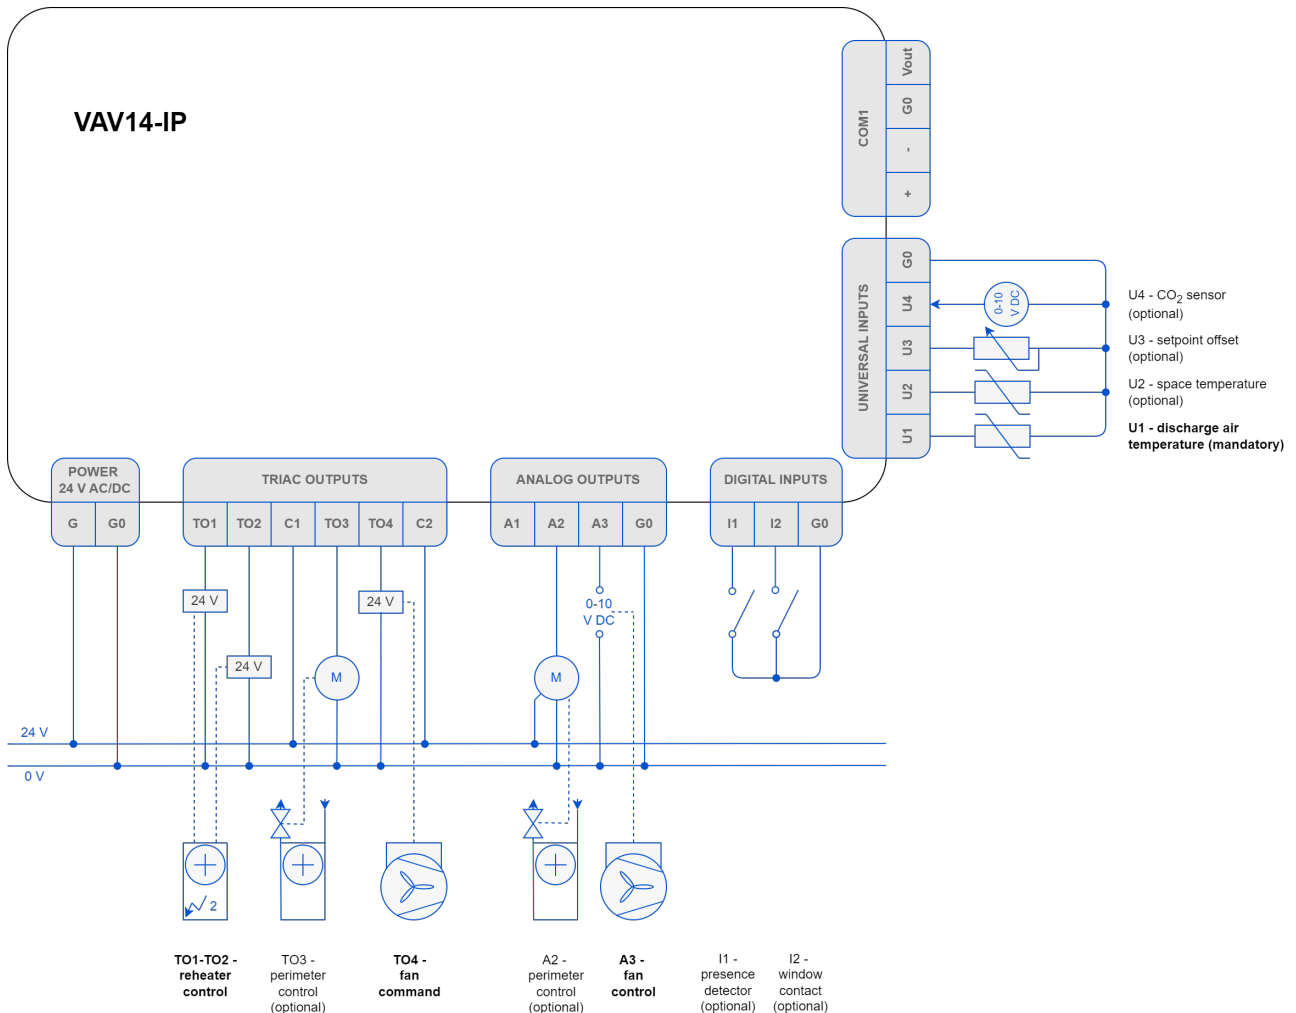 VAV14-IP
COM1
Vout
G0
-
+
UNIVERSAL INPUTS
G0
U4
U3
U2
U1
0-10
V DC
U4 - CO2 sensor
(optional)
U3 - setpoint offset
(optional)
U2 - space temperature
(optional)
U1 - discharge air
temperature (mandatory)
POWER
24 V AC/DC
G G0
TRIAC OUTPUTS
TO1 TO2 C1 TO3 TO4 C2
ANALOG OUTPUTS
A1 A2 A3 G0
DIGITAL INPUTS
I1 I2 G0
24 V
24 V
0-10
V DC
24 V
M
M
24 V
0 V
2
TO1-TO2 -
reheater
control
TO3 -
perimeter
control
(optional)
TO4 -
fan
command
A2 -
perimeter
control
(optional)
A3 -
fan
control
I1 -
presence
detector
(optional)
I2 -
window
contact
(optional)